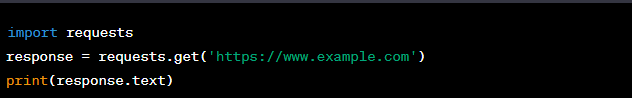 import requests
response = requests.get('https://www.example.com')
print(response.text)